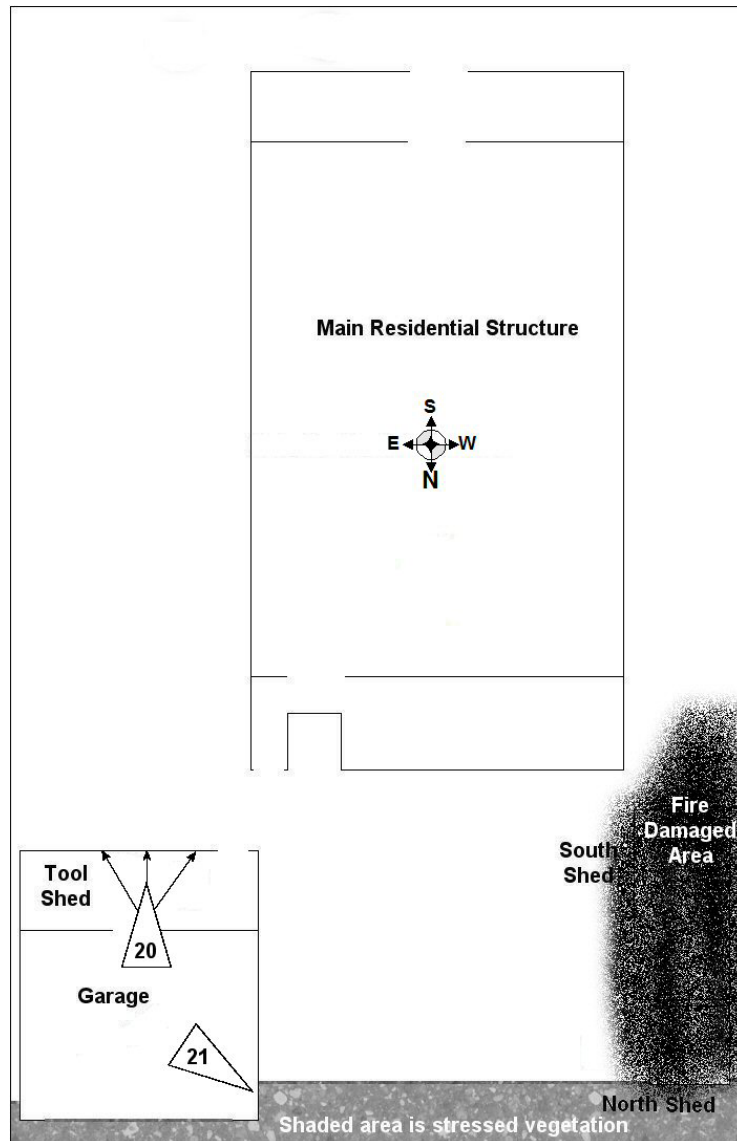 Main Residential Structure
S
E W
N
Fire
Damaged
Area
South
Shed
Tool
Shed
20
Garage
21
North Shed
Shaded area is stressed vegetation